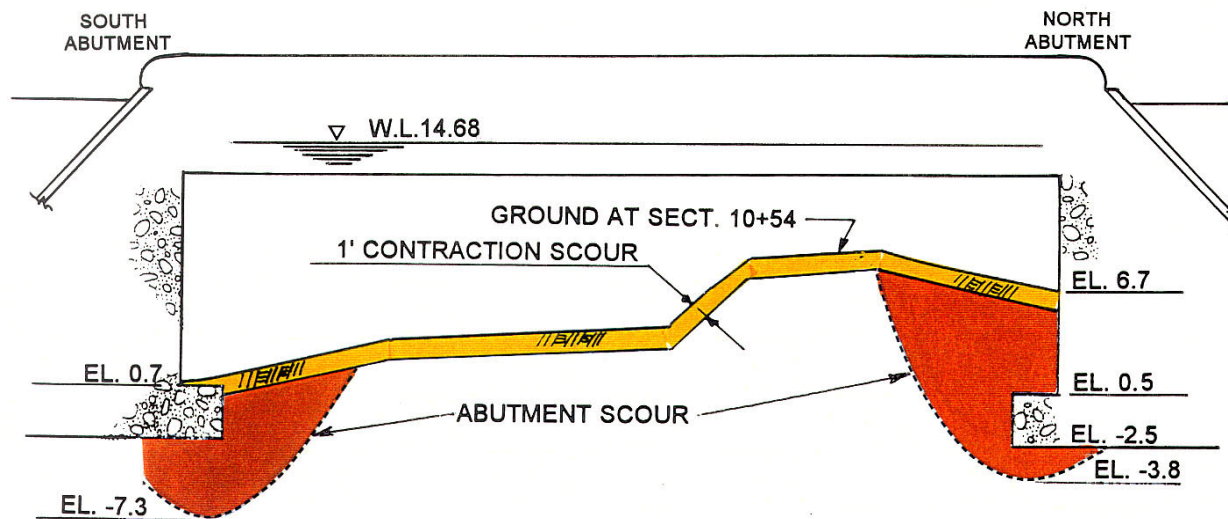 SOUTH
ABUTMENT
NORTH
ABUTMENT
W.L.14.68
GROUND AT SECT. 10+54
1' CONTRACTION SCOUR
EL. 6.7
EL. 0.7
EL. 0.5
ABUTMENT SCOUR
EL. -2.5
EL. -3.8
EL. -7.3